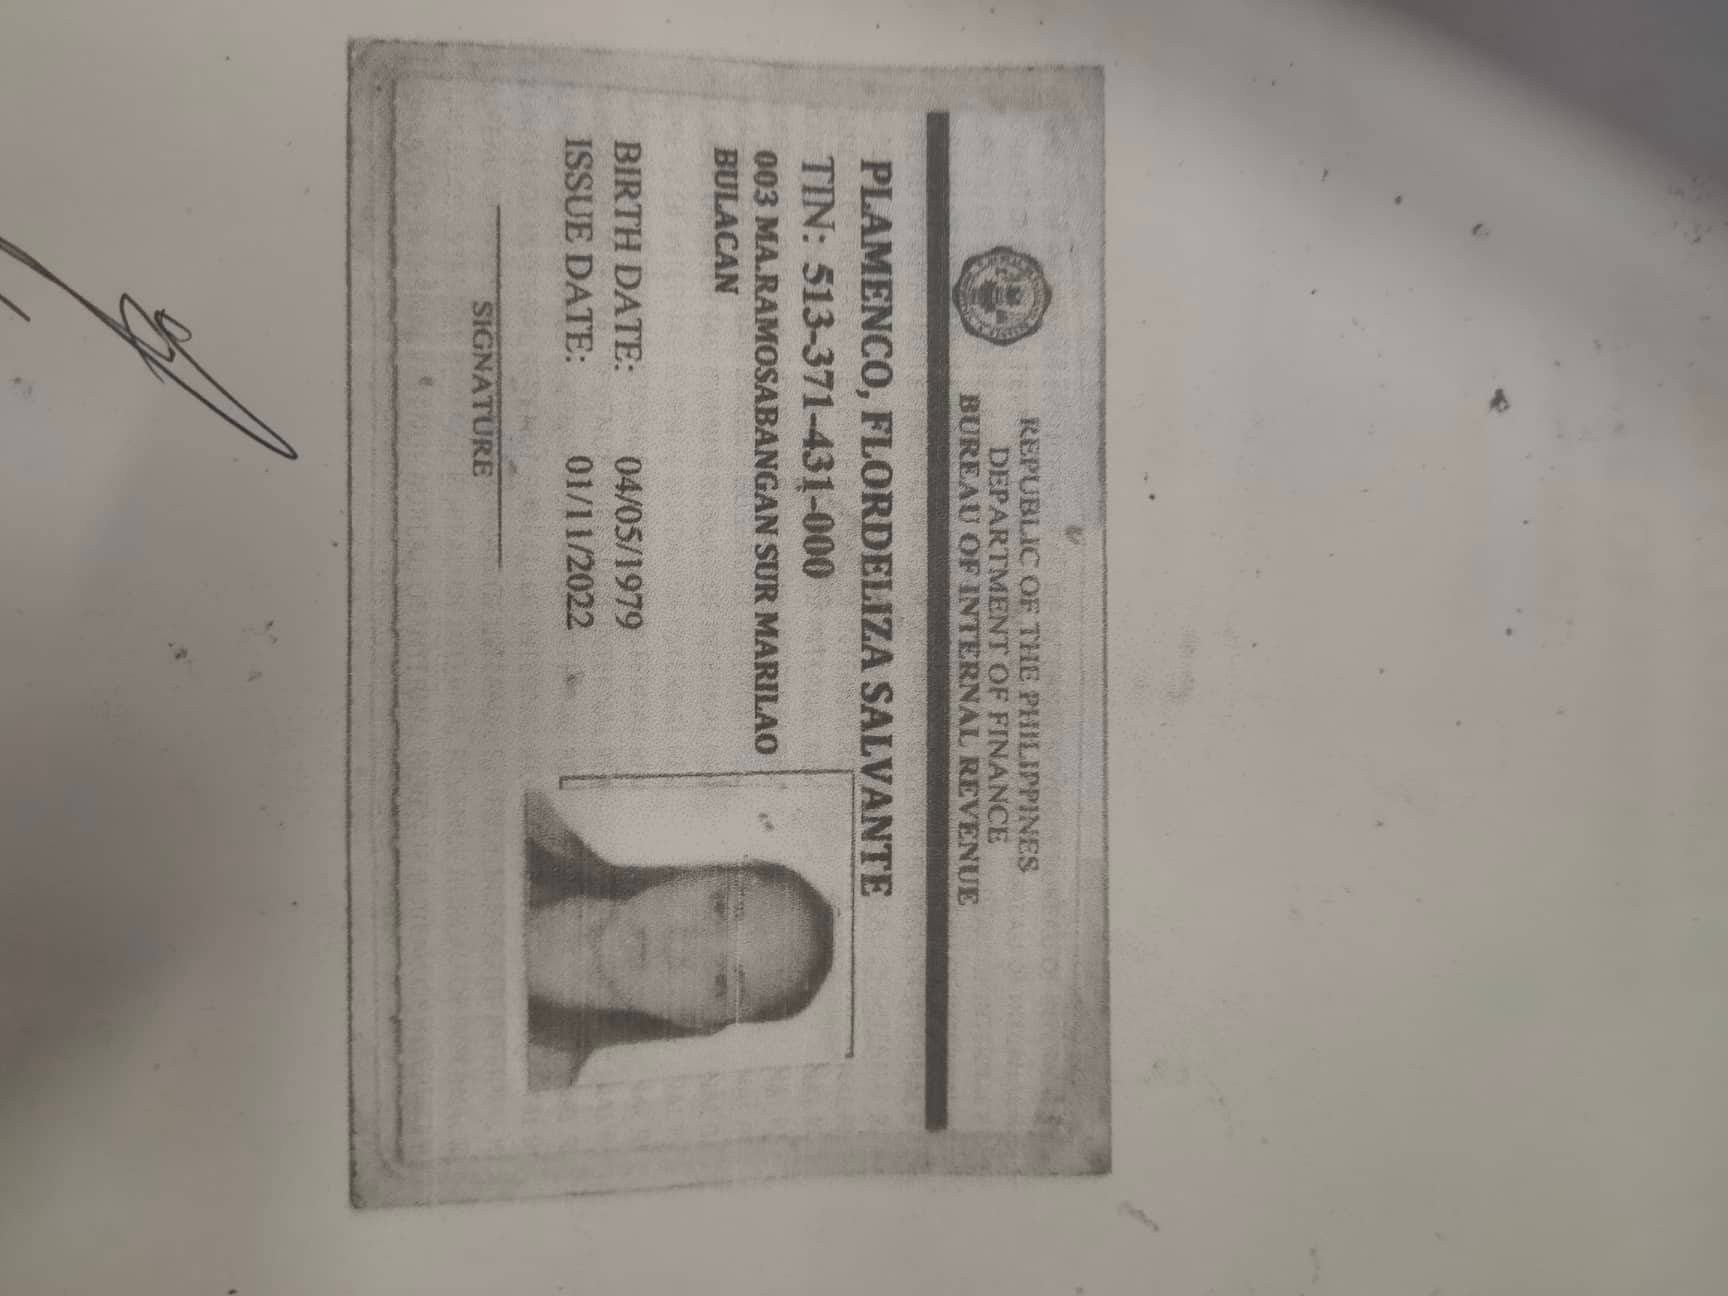 REPUBLIC OF THE PHILIPPINES
DEPARTMENT OF FINANCE
BUREAU OF INTERNAL REVENUE
PLAMENCO, FLORDELIZA SALVANTE
TIN: 513-371-431-000
003 MA.RAMOSABANGAN SUR MARILAO
BULACAN
BIRTH DATE: 04/05/1979
ISSUE DATE: 01/11/2022
SIGNATURE